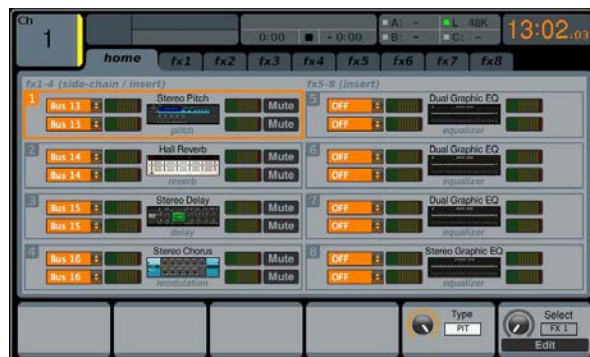 Ch
1
0:00 - 0:00
A: - L 48K
B: - C: -
13:02:03
home fx1 fx2 fx3 fx4 fx5 fx6 fx7 fx8
fx1-4 (side-chain / insert)
1
Bus 13
Bus 13
Stereo Pitch
pitch
Mute
Mute
2
Bus 14
Bus 14
Hall Reverb
reverb
Mute
Mute
3
Bus 15
Bus 15
Stereo Delay
delay
Mute
Mute
4
Bus 16
Bus 16
Stereo Chorus
modulation
Mute
Mute
fx5-8 (insert)
5
OFF
OFF
Dual Graphic EQ
equalizer
6
OFF
OFF
Dual Graphic EQ
equalizer
7
OFF
OFF
Dual Graphic EQ
equalizer
8
OFF
OFF
Stereo Graphic EQ
equalizer
Type
PIT
Select
FX 1
Edit